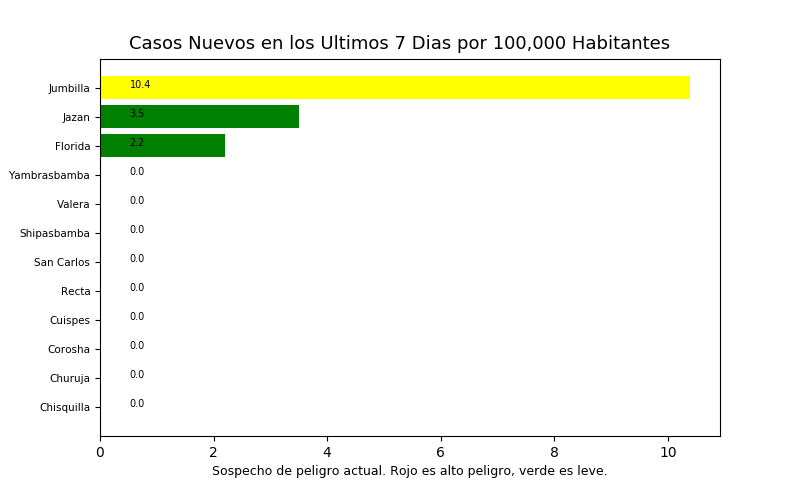 Casos Nuevos en los Ultimos 7 Dias por 100,000 Habitantes
Jumbilla 10.4
Jazan 3.5
Florida 2.2
Yambrasbamba 0.0
Valera 0.0
Shipasbamba 0.0
San Carlos 0.0
Recta 0.0
Cuispes 0.0
Corosha 0.0
Churuja 0.0
Chisquilla 0.0
0 2 4 6 8 10
Sospecho de peligro actual. Rojo es alto peligro, verde es leve.